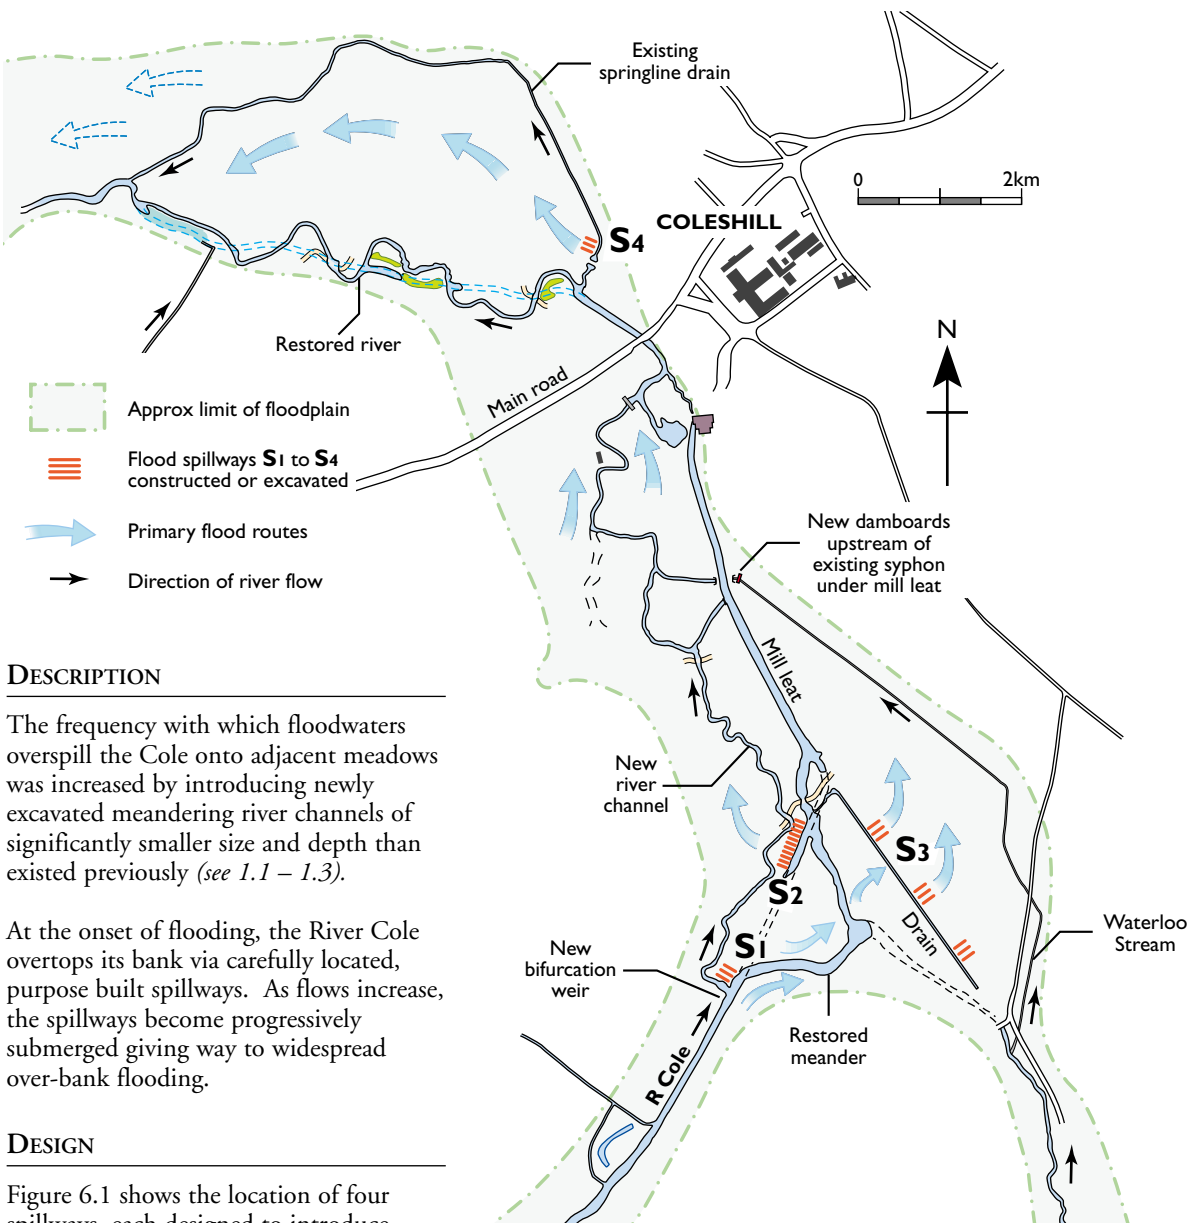 Existing
springline drain
0 2km
COLESHILL
S4
N
Restored river
Main road
Approx limit of floodplain
Flood spillways S1 to S4
constructed or excavated
Primary flood routes
Direction of river flow
New damboards
upstream of
existing syphon
under mill leat
Mill leat
New
river
channel
S3
S2
Drain
S1
Waterloo
Stream
New
bifurcation
weir
Restored
meander
R Cole
DESCRIPTION
The frequency with which floodwaters
overspill the Cole onto adjacent meadows
was increased by introducing newly
excavated meandering river channels of
significantly smaller size and depth than
existed previously (see 1.1 – 1.3).
At the onset of flooding, the River Cole
overtops its bank via carefully located,
purpose built spillways. As flows increase,
the spillways become progressively
submerged giving way to widespread
over-bank flooding.
DESIGN
Figure 6.1 shows the location of four
spillways, each designed to introduce